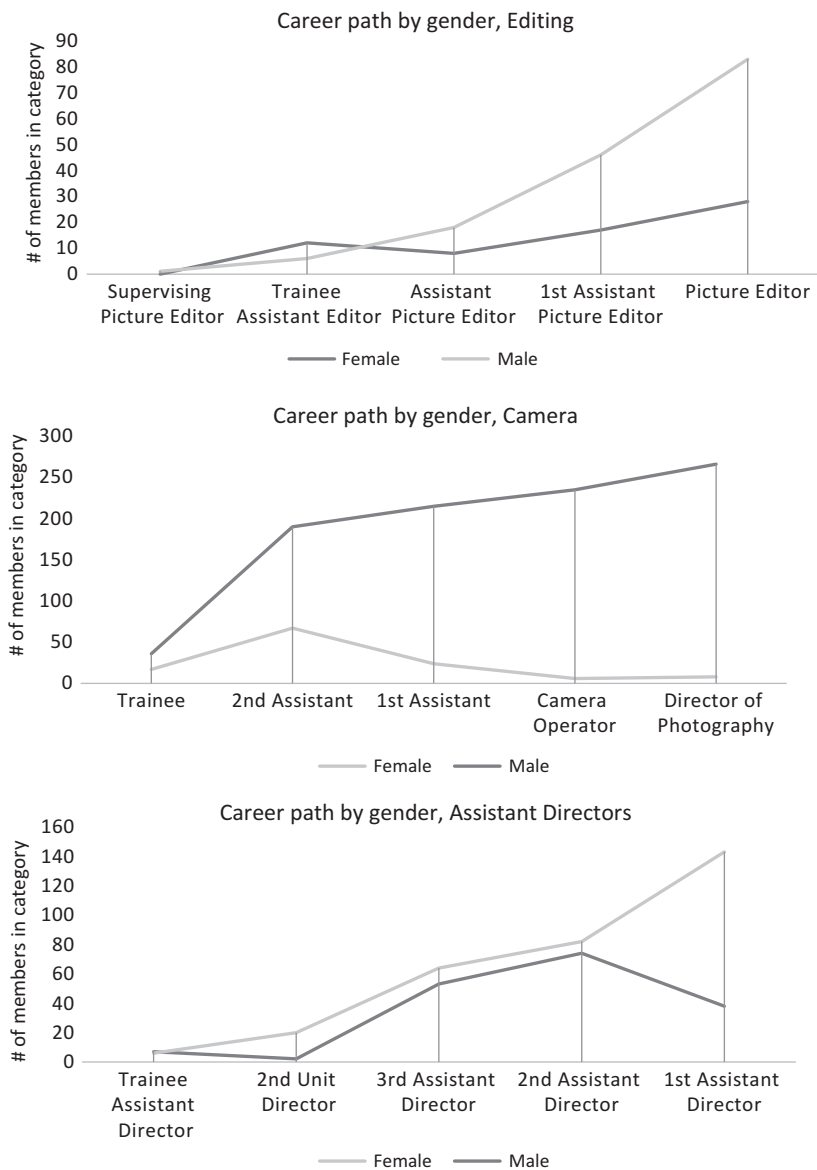 Career path by gender, Editing
# of members in category
90
80
70
60
50
40
30
20
10
0
Supervising Picture Editor
Trainee Assistant Editor
Assistant Picture Editor
1st Assistant Picture Editor
Picture Editor
Female Male
Career path by gender, Camera
# of members in category
300
250
200
150
100
50
0
Trainee
2nd Assistant
1st Assistant
Camera Operator
Director of Photography
Female Male
Career path by gender, Assistant Directors
# of members in category
160
140
120
100
80
60
40
20
0
Trainee Assistant Director
2nd Unit Director
3rd Assistant Director
2nd Assistant Director
1st Assistant Director
Female Male